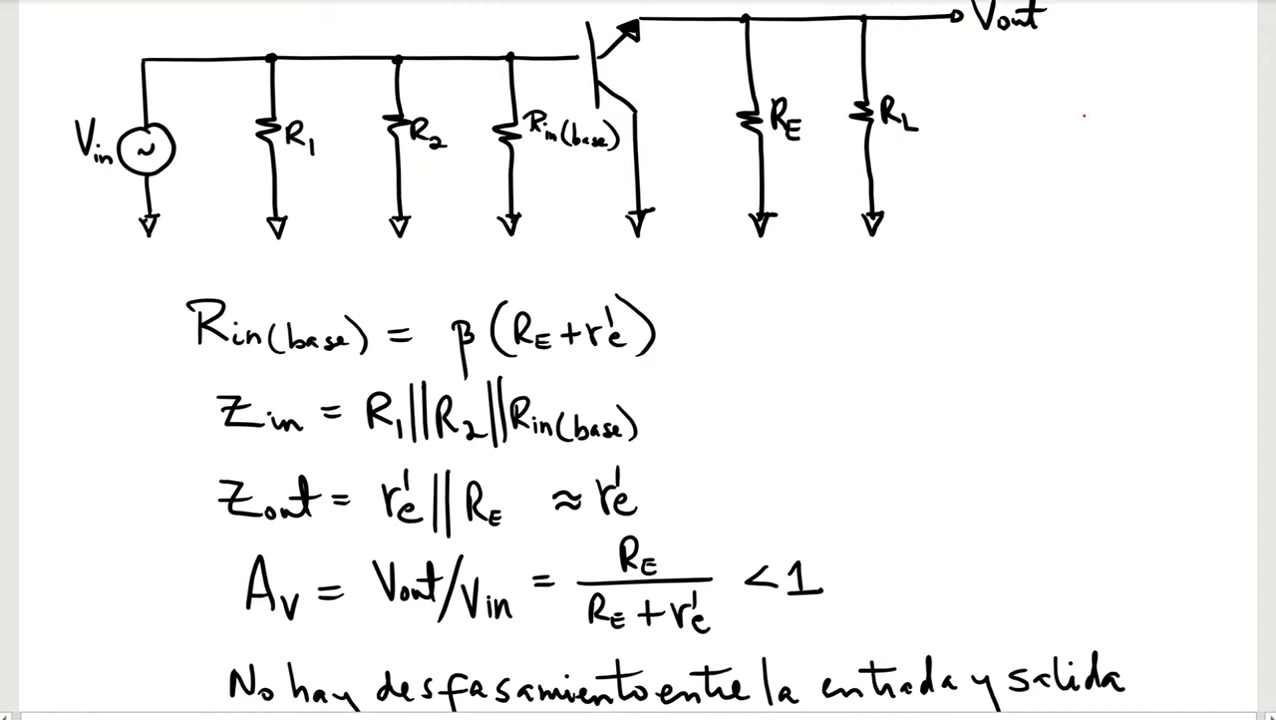 Vout
Vin
R1
R2
Rin(base)
RE
RL
Rin(base) = β (RE + r'e)
Zin = R1 || R2 || Rin(base)
Zout = r'e || RE ≈ r'e
Av = Vout/Vin = RE / (RE + r'e) < 1
No hay desfasamiento entre la entrada y salida